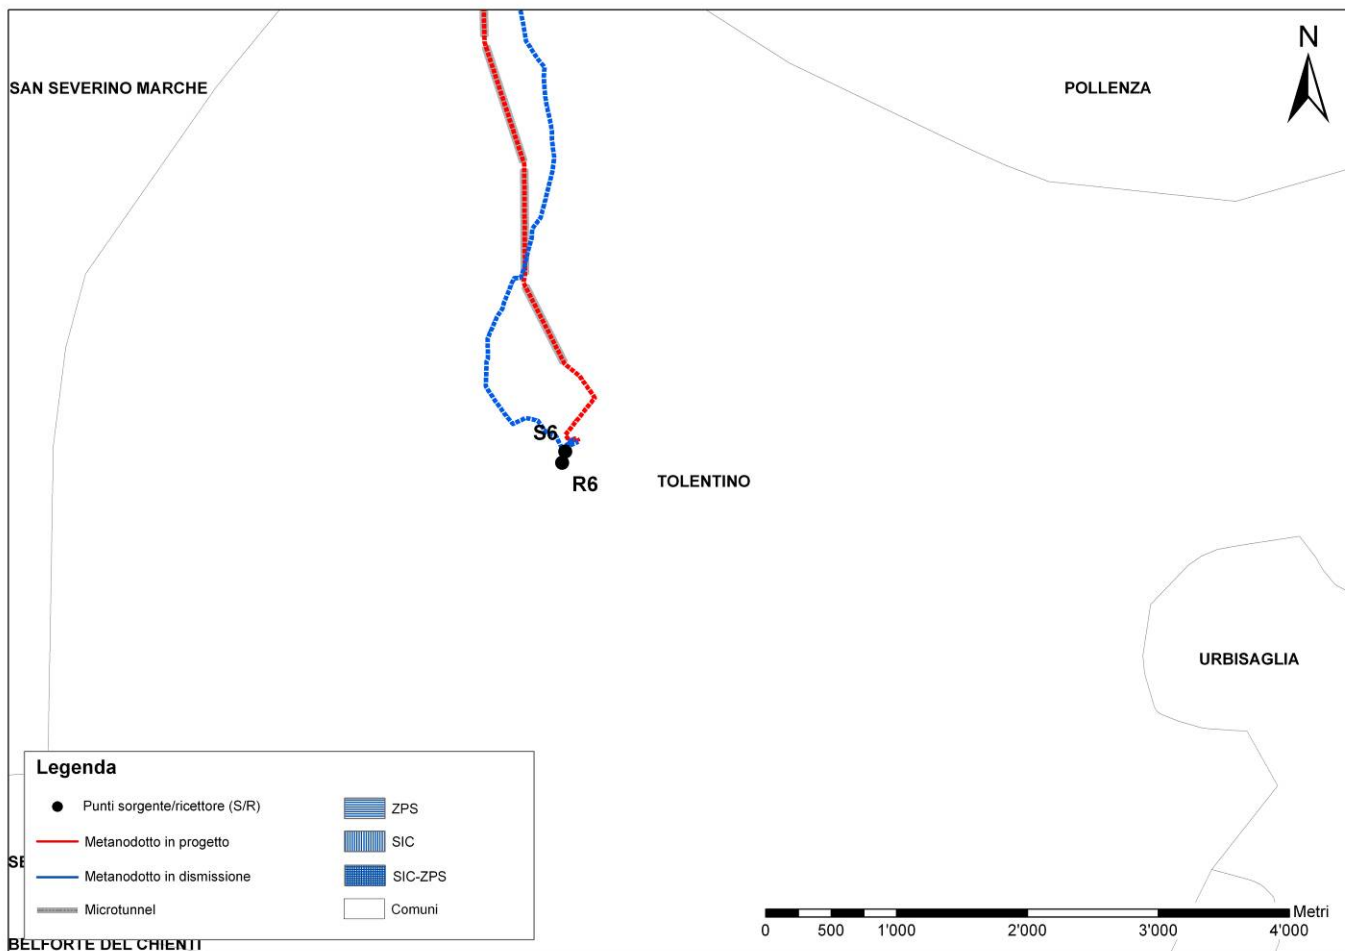 N
SAN SEVERINO MARCHE
POLLENZA
S6
R6
TOLENTINO
URBISAGLIA
Legenda
Punti sorgente/ricettore (S/R)
Metanodotto in progetto
Metanodotto in dismissione
Microtunnel
ZPS
SIC
SIC-ZPS
Comuni
SE
BELFORTE DEL CHIENTI
Metri
0 500 1'000 2'000 3'000 4'000